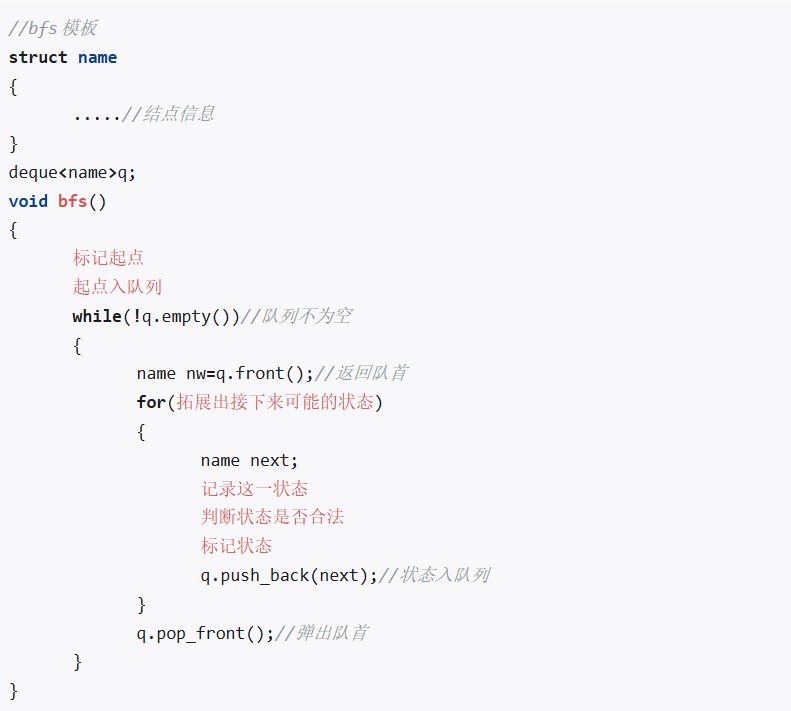 //bfs模板
struct name
{
.....//结点信息
}
deque<name>q;
void bfs()
{
标记起点
起点入队列
while(!q.empty())//队列不为空
{
name nw=q.front();//返回队首
for(拓展出接下来可能的状态)
{
name next;
记录这一状态
判断状态是否合法
标记状态
q.push_back(next);//状态入队列
}
q.pop_front();//弹出队首
}
}